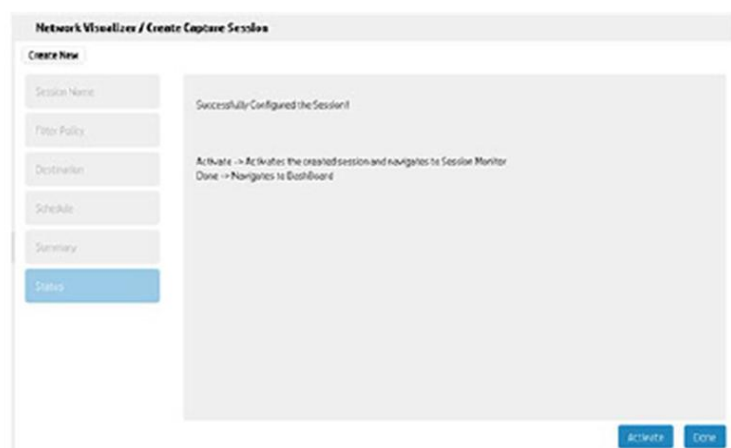 Network Visualizer / Create Capture Session
Create New
Session Name
Filter Policy
Destination
Schedule
Summary
Status
Successfully Configured the Session!
Activate -> Activates the created session and navigates to Session Monitor
Done -> Navigates to DashBoard
Activate
Done